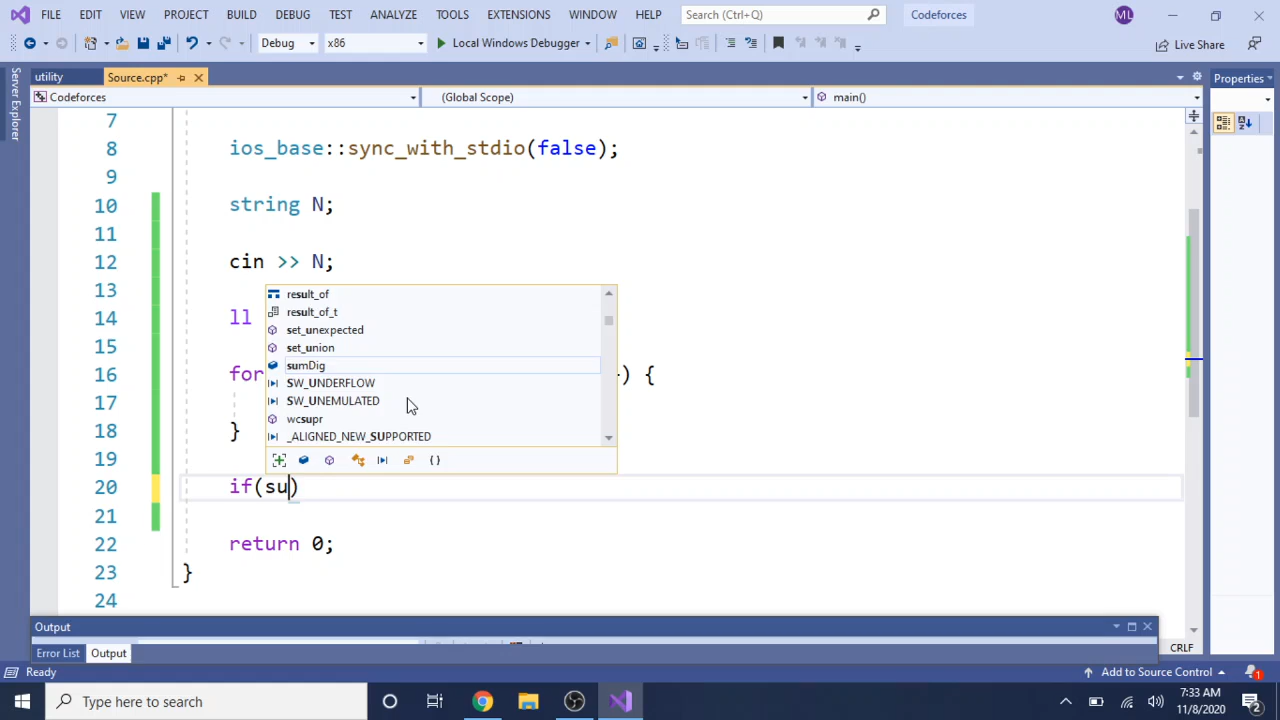 FILE EDIT VIEW PROJECT BUILD DEBUG TEST ANALYZE TOOLS EXTENSIONS WINDOW HELP Search (Ctrl+Q) Codeforces ML
Debug x86 Local Windows Debugger Live Share
Server Explorer
utility Source.cpp* Properties
Codeforces (Global Scope) main()
7
8 ios_base::sync_with_stdio(false);
9
10 string N;
11
12 cin >> N;
13
14 ll
15
16 for ) {
17
18 }
19
20 if(su)
21
22 return 0;
23 }
24
result_of
result_of_t
set_unexpected
set_union
sumDig
SW_UNDERFLOW
SW_UNEMULATED
wcsupr
_ALIGNED_NEW_SUPPORTED
{ }
Output
CRLF
Error List Output
Ready Add to Source Control 1
Type here to search
7:33 AM
11/8/2020 2